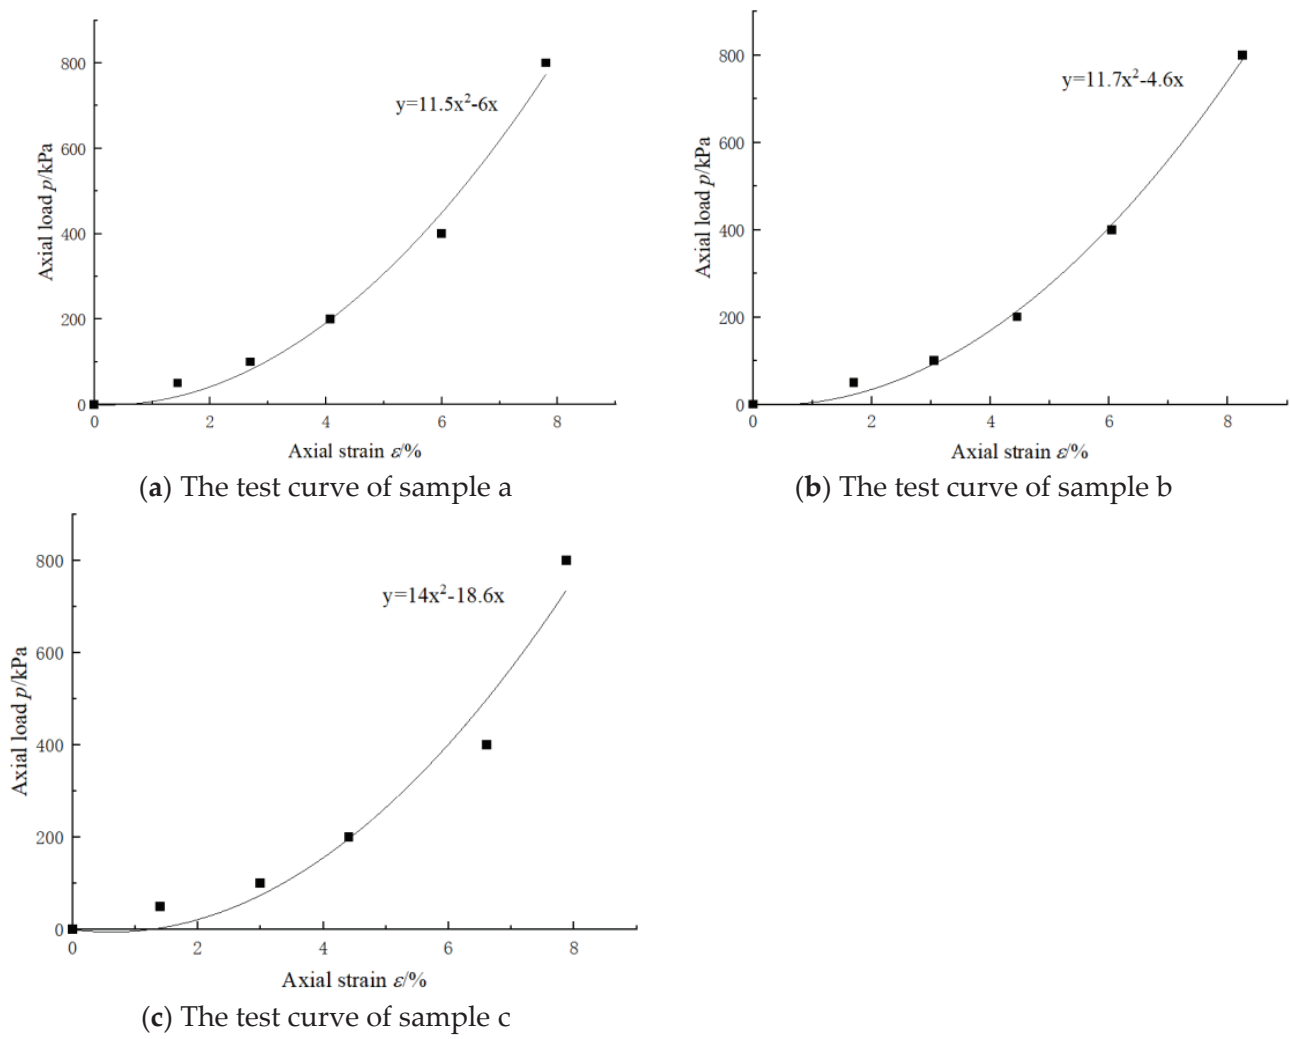 800
600
400
200
0
Axial load p/kPa
y=11.5x²-6x
0 2 4 6 8
Axial strain ε/%
(a) The test curve of sample a
800
600
400
200
0
Axial load p/kPa
y=11.7x²-4.6x
0 2 4 6 8
Axial strain ε/%
(b) The test curve of sample b
800
600
400
200
0
Axial load p/kPa
y=14x²-18.6x
0 2 4 6 8
Axial strain ε/%
(c) The test curve of sample c